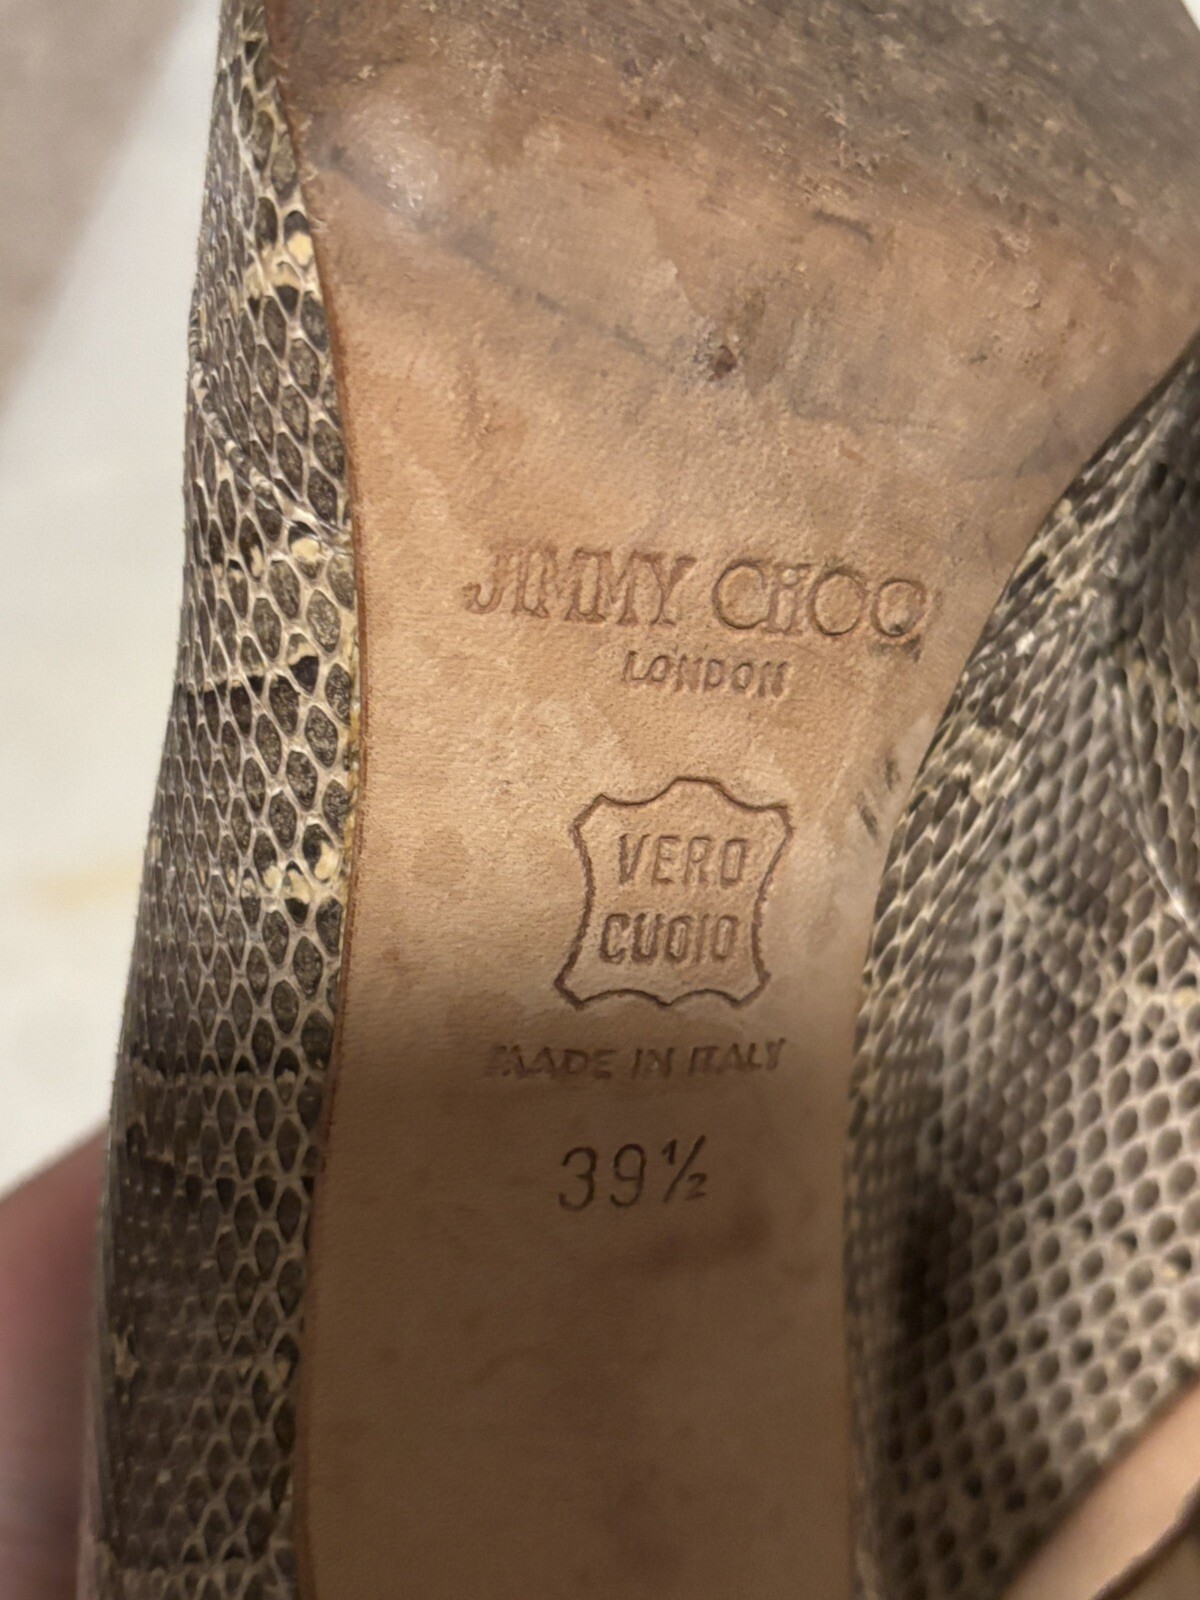 JIMMY CHOO
LONDON
VERO
CUOIO
MADE IN ITALY
39½